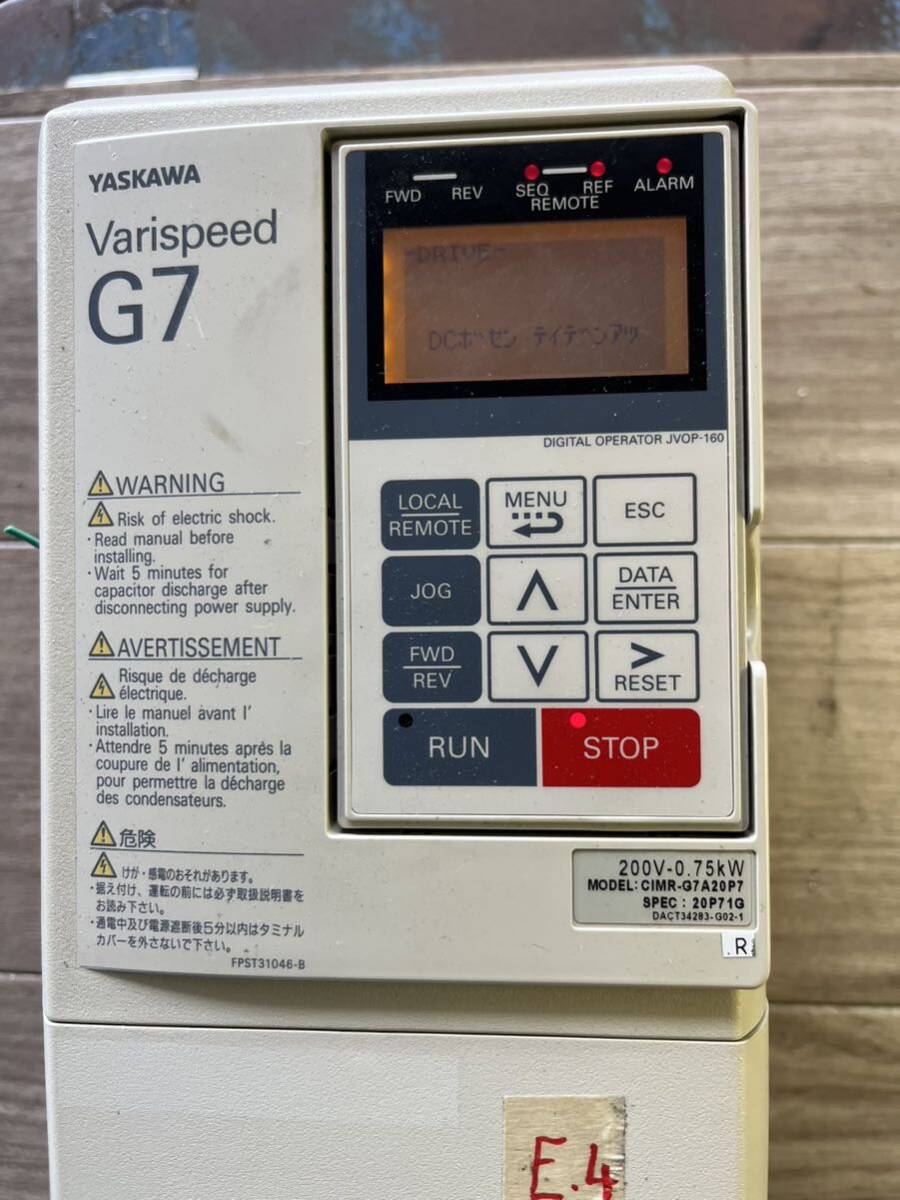 YASKAWA
Varispeed
G7
FWD
REV
SEQ
REF
REMOTE
ALARM
-DRIVE-
DCボセン テイデンアツ
DIGITAL OPERATOR JVOP-160
LOCAL
REMOTE
MENU
ESC
JOG
DATA
ENTER
FWD
REV
RESET
RUN
STOP
WARNING
Risk of electric shock.
・Read manual before
installing.
・Wait 5 minutes for
capacitor discharge after
disconnecting power supply.
AVERTISSEMENT
Risque de décharge
électrique.
・Lire le manuel avant l'
installation.
・Attendre 5 minutes après la
coupure de l' alimentation,
pour permettre la décharge
des condensateurs.
危険
けが・感電のおそれがあります。
・据え付け、運転の前には必ず取扱説明書を
お読み下さい。
・通電中及び電源遮断後5分以内はタミナル
カバーを外さないで下さい。
FPST31046-B
200V-0.75kW
MODEL: CIMR-G7A20P7
SPEC : 20P71G
DACT34283-G02-1
.R
E.4